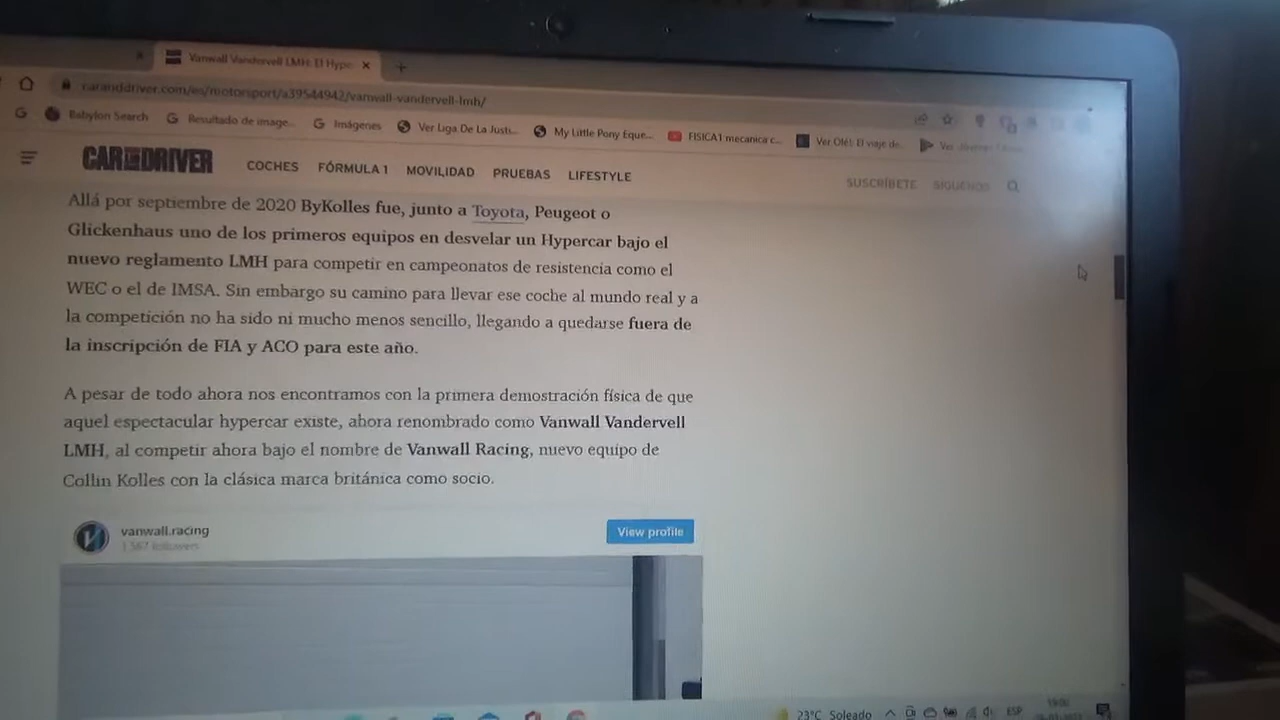 Vanwall Vandervell LMH: El Hype
caranddriver.com/es/motorsport/a39544942/vanwall-vandervell-lmh/
Babylon Search
Resultado de image...
Imágenes
Ver Liga De La Justi...
My Little Pony Eque...
FISICA1 mecanica c...
Ver Olé!: El viaje de...
CAR AND DRIVER
COCHES
FÓRMULA 1
MOVILIDAD
PRUEBAS
LIFESTYLE
SUSCRÍBETE
SÍGUENOS
Allá por septiembre de 2020 ByKolles fue, junto a Toyota, Peugeot o
Glickenhaus uno de los primeros equipos en desvelar un Hypercar bajo el
nuevo reglamento LMH para competir en campeonatos de resistencia como el
WEC o el de IMSA. Sin embargo su camino para llevar ese coche al mundo real y a
la competición no ha sido ni mucho menos sencillo, llegando a quedarse fuera de
la inscripción de FIA y ACO para este año.
A pesar de todo ahora nos encontramos con la primera demostración física de que
aquel espectacular hypercar existe, ahora renombrado como Vanwall Vandervell
LMH, al competir ahora bajo el nombre de Vanwall Racing, nuevo equipo de
Collin Kolles con la clásica marca británica como socio.
vanwall.racing
View profile
23°C Soleado
ESP